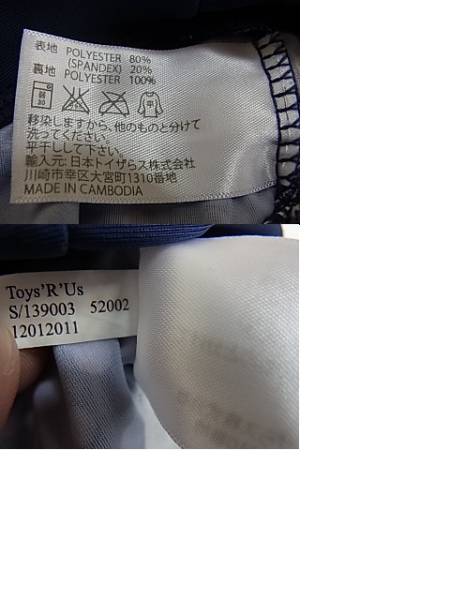 表地 POLYESTER 80%
(SPANDEX) 20%
裏地 POLYESTER 100%
平
移染しますから、他のものと分けて
洗ってください。
平干しして下さい。
輸入元: 日本トイザらス株式会社
川崎市幸区大宮町1310番地
MADE IN CAMBODIA
Toys'R'Us
S/139003 52002
12012011